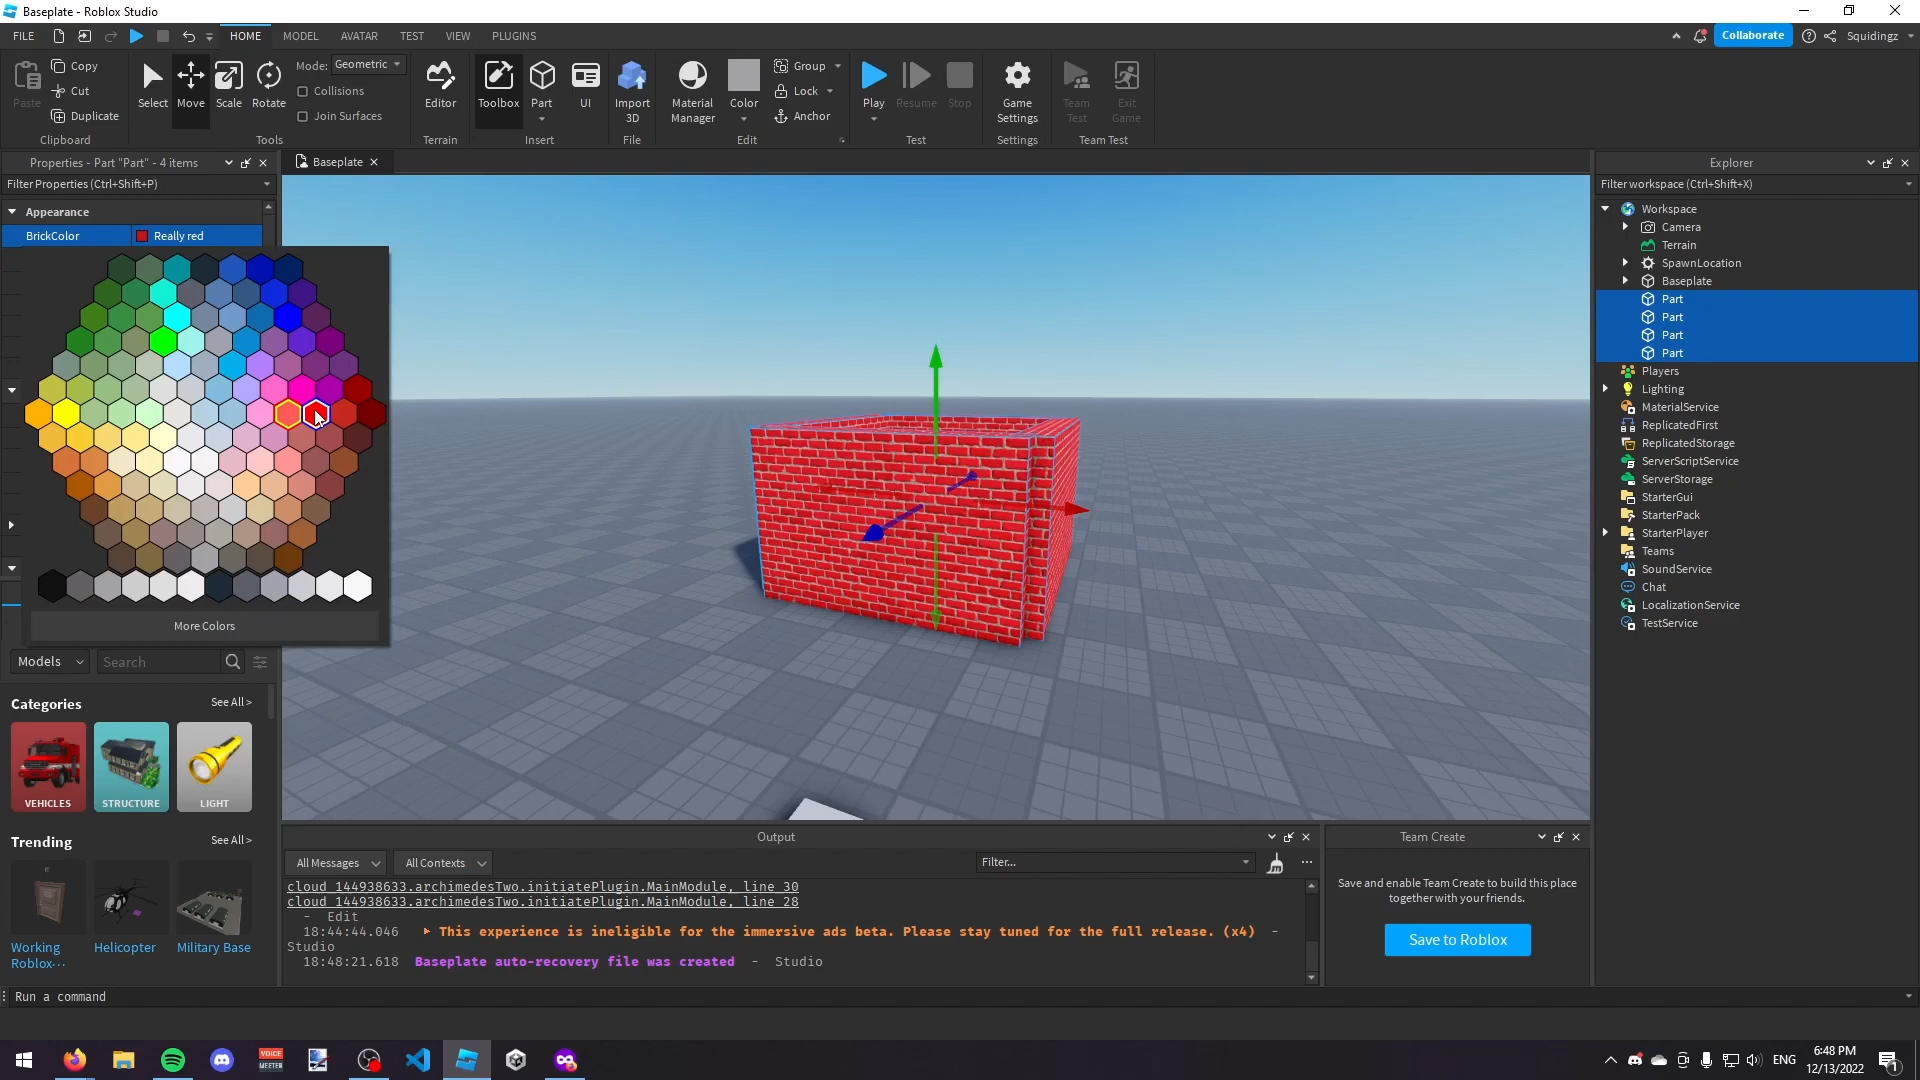 Baseplate - Roblox Studio
FILE
HOME
MODEL
AVATAR
TEST
VIEW
PLUGINS
Collaborate
Squidingz
Paste
Copy
Cut
Duplicate
Clipboard
Select
Move
Scale
Rotate
Mode: Geometric
Collisions
Join Surfaces
Tools
Editor
Terrain
Toolbox
Part
UI
Insert
Import
3D
File
Material
Manager
Color
Group
Lock
Anchor
Edit
Play
Resume
Stop
Test
Game
Settings
Settings
Team
Test
Exit
Game
Team Test
Properties - Part "Part" - 4 items
Filter Properties (Ctrl+Shift+P)
Appearance
BrickColor
Really red
More Colors
Models
Search
Categories
See All >
VEHICLES
STRUCTURE
LIGHT
Trending
See All >
Working
Roblox···
Helicopter
Military Base
Baseplate
Output
All Messages
All Contexts
Filter...
cloud_144938633.archimedesTwo.initiatePlugin.MainModule, line 30
cloud_144938633.archimedesTwo.initiatePlugin.MainModule, line 28
- Edit
18:44:44.046 This experience is ineligible for the immersive ads beta. Please stay tuned for the full release. (x4) -
Studio
18:48:21.618 Baseplate auto-recovery file was created - Studio
Team Create
Save and enable Team Create to build this place
together with your friends.
Save to Roblox
Explorer
Filter workspace (Ctrl+Shift+X)
Workspace
Camera
Terrain
SpawnLocation
Baseplate
Part
Part
Part
Part
Players
Lighting
MaterialService
ReplicatedFirst
ReplicatedStorage
ServerScriptService
ServerStorage
StarterGui
StarterPack
StarterPlayer
Teams
SoundService
Chat
LocalizationService
TestService
Run a command
VOICE
MEETER
ENG
6:48 PM
12/13/2022
1